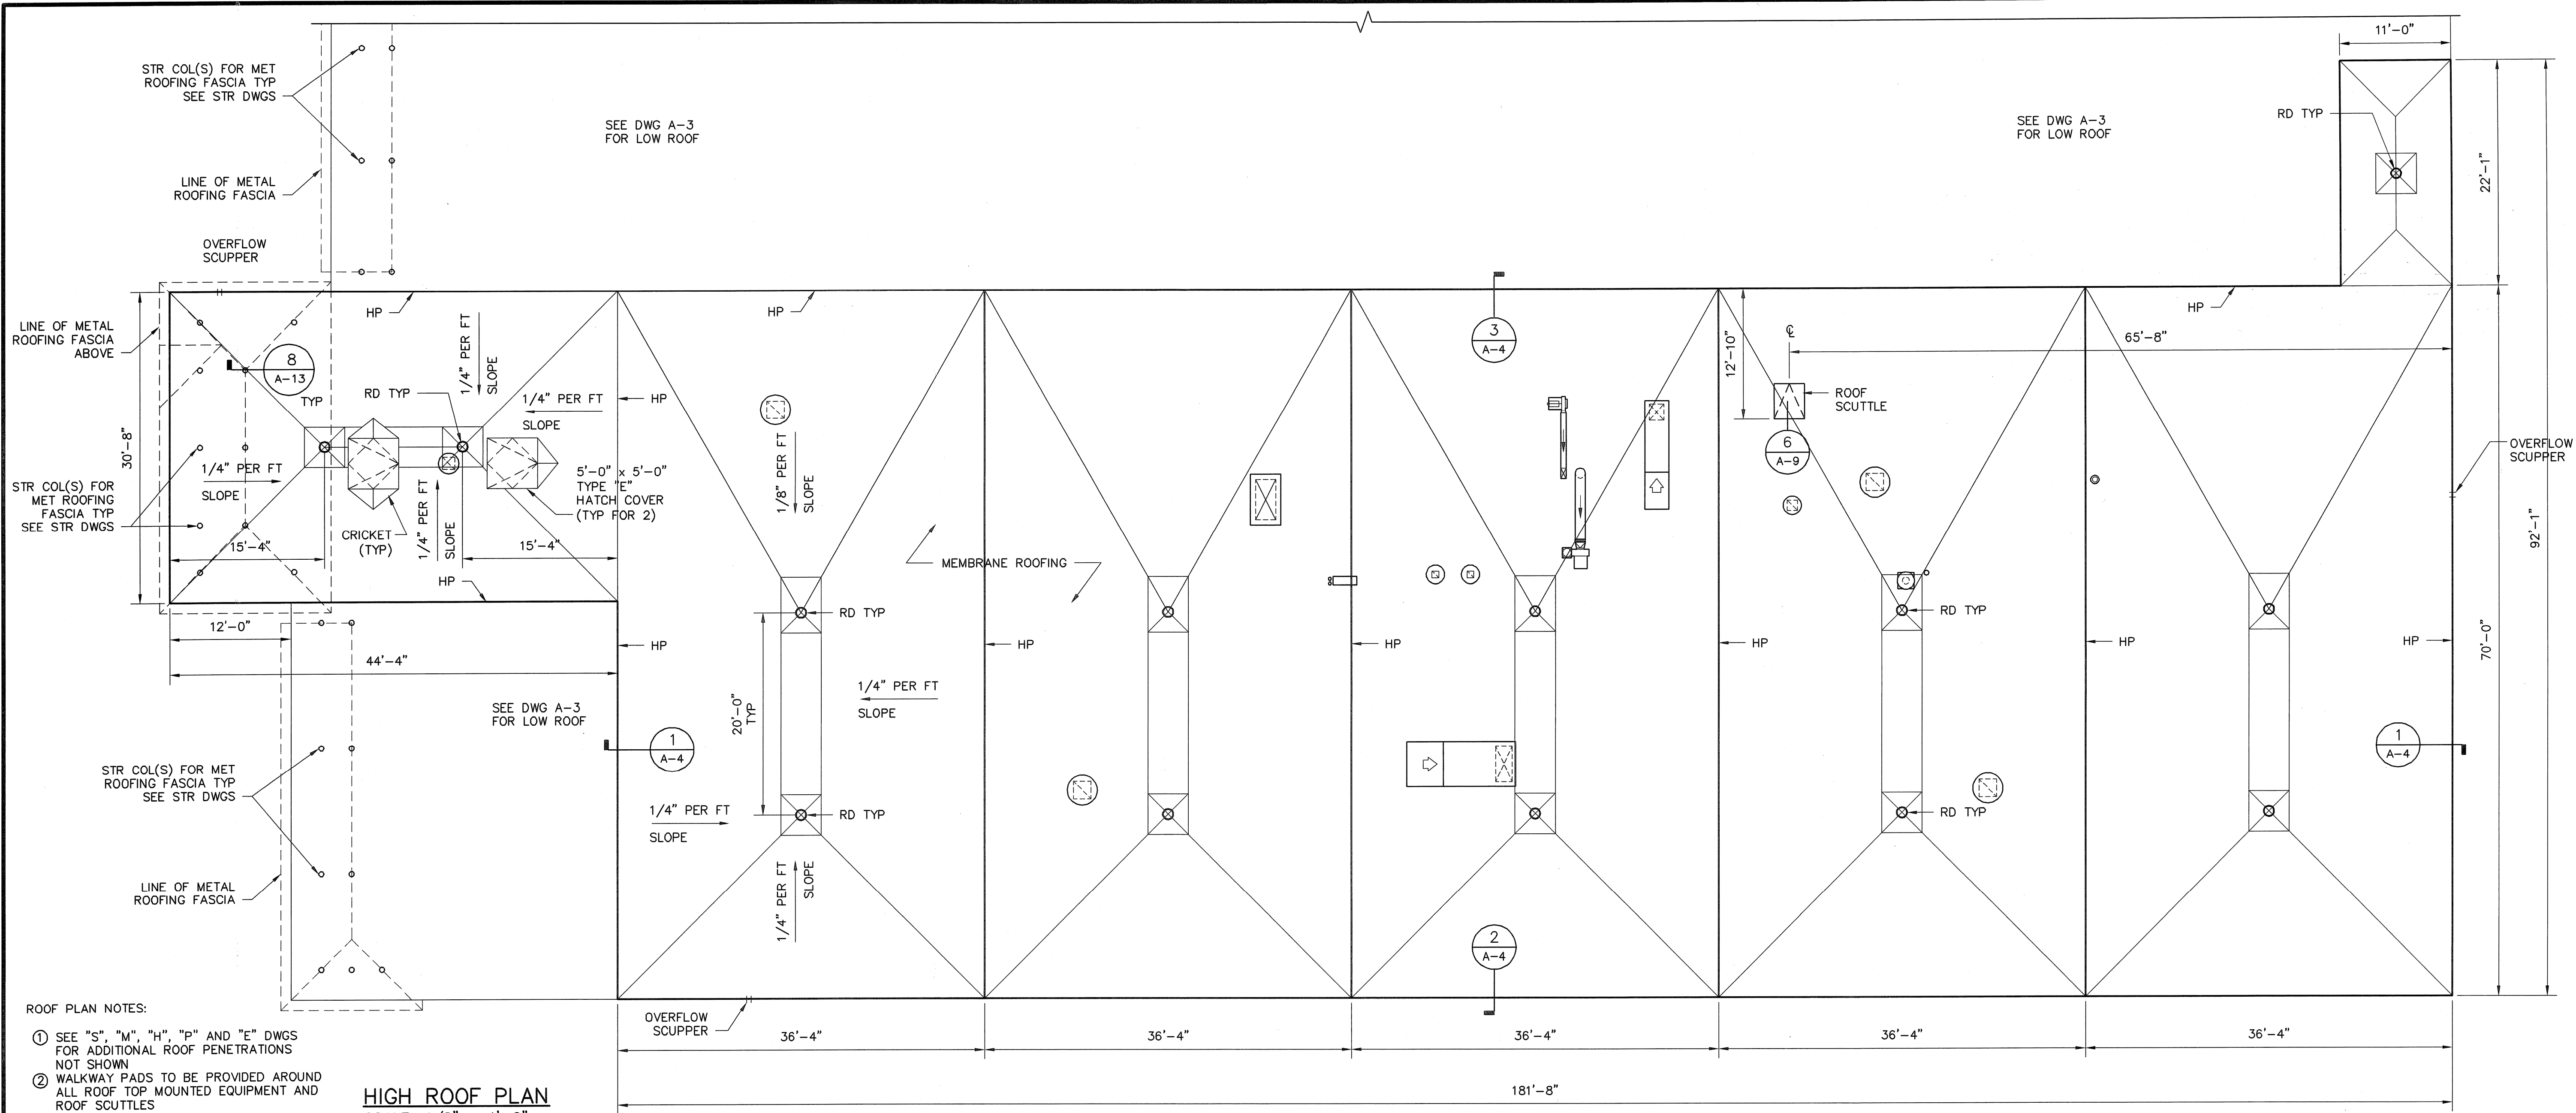 11'-0"
STR COL(S) FOR MET
ROOFING FASCIA TYP
SEE STR DWGS
SEE DWG A-3
FOR LOW ROOF
SEE DWG A-3
FOR LOW ROOF
RD TYP
22'-1"
LINE OF METAL
ROOFING FASCIA
OVERFLOW
SCUPPER
HP
HP
HP
LINE OF METAL
ROOFING FASCIA
ABOVE
8
A-13
TYP
1/4" PER FT
SLOPE
3
A-4
12'-10"
℄
65'-8"
RD TYP
1/4" PER FT
SLOPE
HP
ROOF
SCUTTLE
6
A-9
OVERFLOW
SCUPPER
30'-8"
1/4" PER FT
SLOPE
5'-0" x 5'-0"
TYPE "E"
HATCH COVER
(TYP FOR 2)
1/8" PER FT
SLOPE
STR COL(S) FOR
MET ROOFING
FASCIA TYP
SEE STR DWGS
15'-4"
CRICKET
(TYP)
1/4" PER FT
SLOPE
15'-4"
HP
MEMBRANE ROOFING
92'-1"
12'-0"
RD TYP
RD TYP
44'-4"
HP
HP
HP
HP
HP
HP
70'-0"
20'-0"
TYP
1/4" PER FT
SLOPE
SEE DWG A-3
FOR LOW ROOF
1
A-4
1
A-4
STR COL(S) FOR MET
ROOFING FASCIA TYP
SEE STR DWGS
1/4" PER FT
SLOPE
RD TYP
RD TYP
LINE OF METAL
ROOFING FASCIA
1/4" PER FT
SLOPE
2
A-4
OVERFLOW
SCUPPER
36'-4"
36'-4"
36'-4"
36'-4"
36'-4"
181'-8"
ROOF PLAN NOTES:
1 SEE "S", "M", "H", "P" AND "E" DWGS
FOR ADDITIONAL ROOF PENETRATIONS
NOT SHOWN
2 WALKWAY PADS TO BE PROVIDED AROUND
ALL ROOF TOP MOUNTED EQUIPMENT AND
ROOF SCUTTLES
HIGH ROOF PLAN